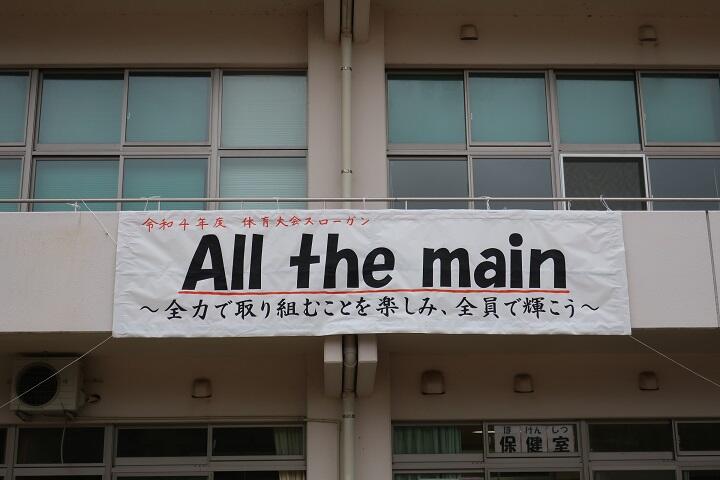 令和4年度 体育大会スローガン
All the main
～全力で取り組むことを楽しみ、全員で輝こう～
ほ けん しつ
保健室